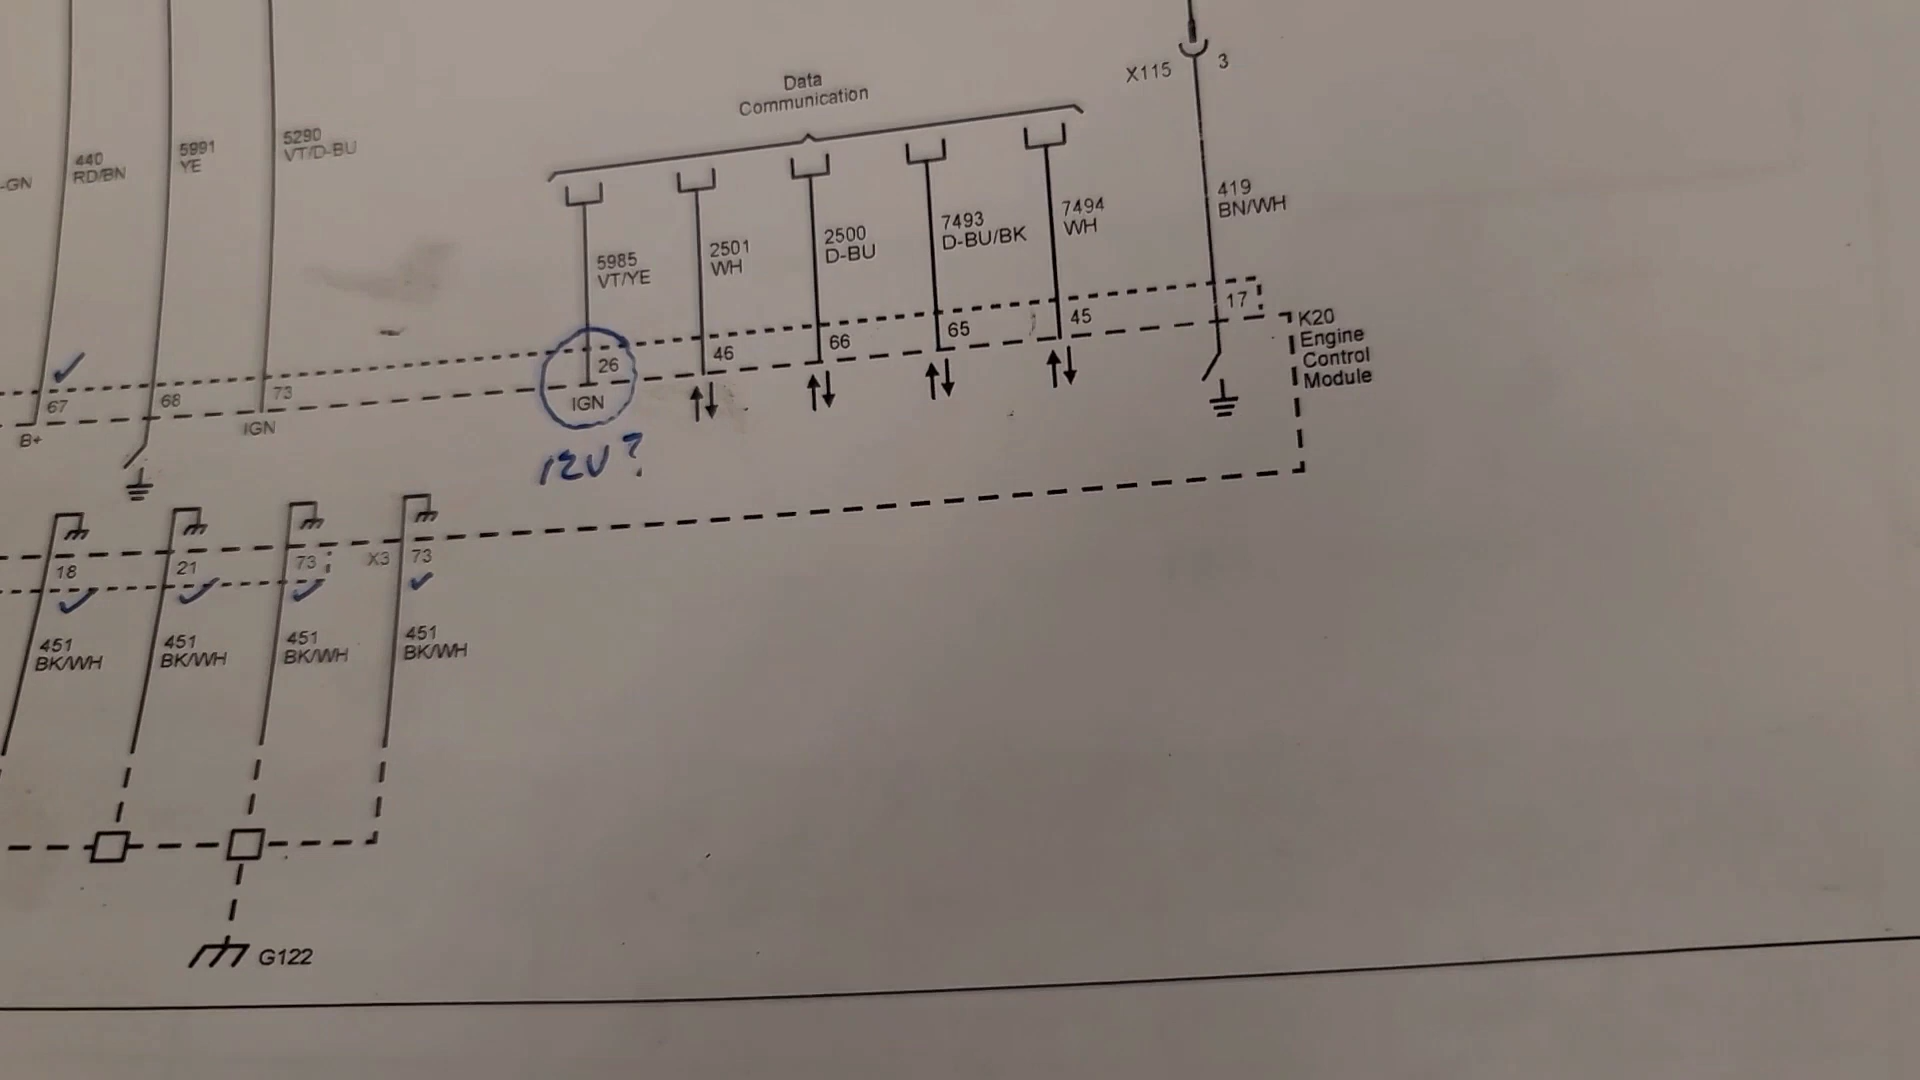 Data
Communication
X115
3
-GN
440
RD/BN
5991
YE
5290
VT/D-BU
5985
VT/YE
2501
WH
2500
D-BU
7493
D-BU/BK
7494
WH
419
BN/WH
67
B+
68
73
IGN
26
IGN
46
66
65
45
17
K20
Engine
Control
Module
12V?
18
21
73
X3
73
451
BK/WH
451
BK/WH
451
BK/WH
451
BK/WH
G122